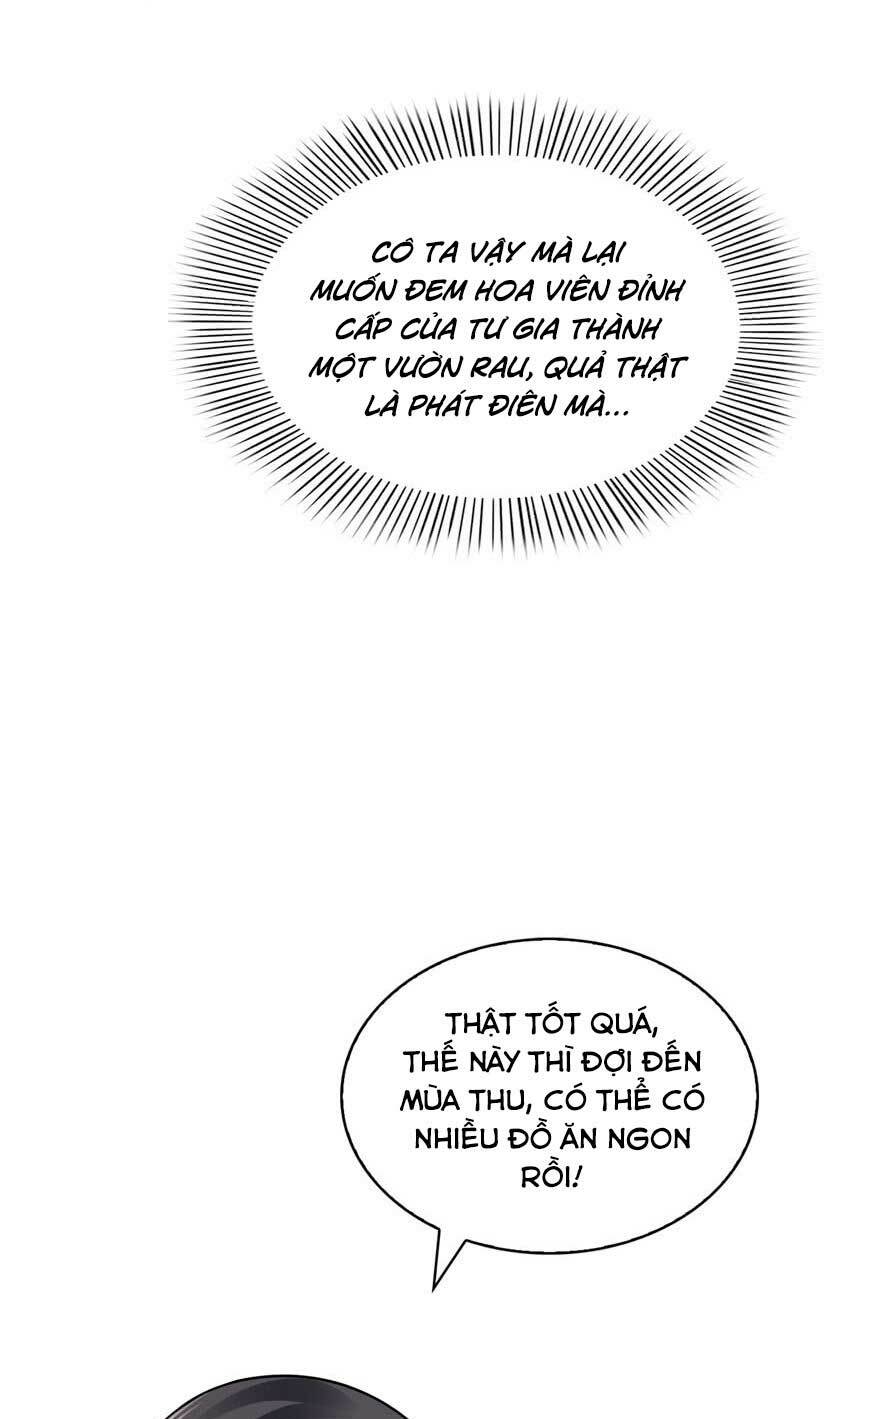 CÔ TA VẬY MÀ LẠI
MUỐN ĐEM HOA VIÊN ĐỈNH
CẤP CỦA TƯ GIA THÀNH
MỘT VƯỜN RAU, QUẢ THẬT
LÀ PHÁT ĐIÊN MÀ...
THẬT TỐT QUÁ,
THẾ NÀY THÌ ĐỢI ĐẾN
MÙA THU, CÓ THỂ CÓ
NHIỀU ĐỒ ĂN NGON
RỒI!